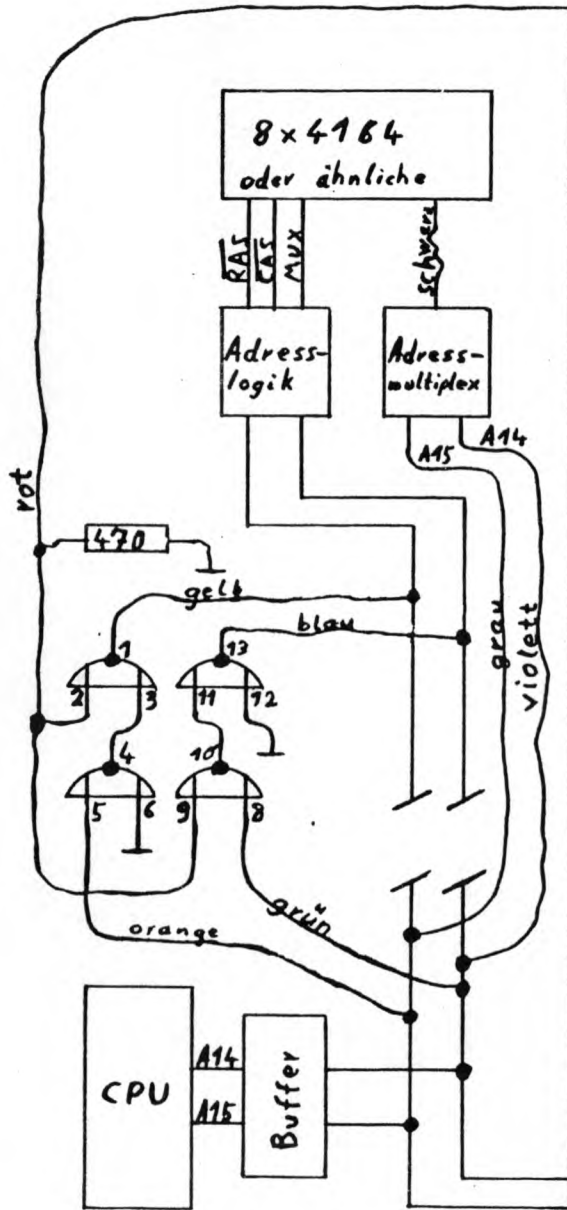 8 x 4164
oder ähnliche
RAS
CAS
MUX
schwarz
Adress-
logik
Adress-
multiplex
A15
A14
rot
470
gelb
blau
grau
violett
1
13
2
3
11
12
4
10
5
6
9
8
orange
grün
CPU
A14
A15
Buffer